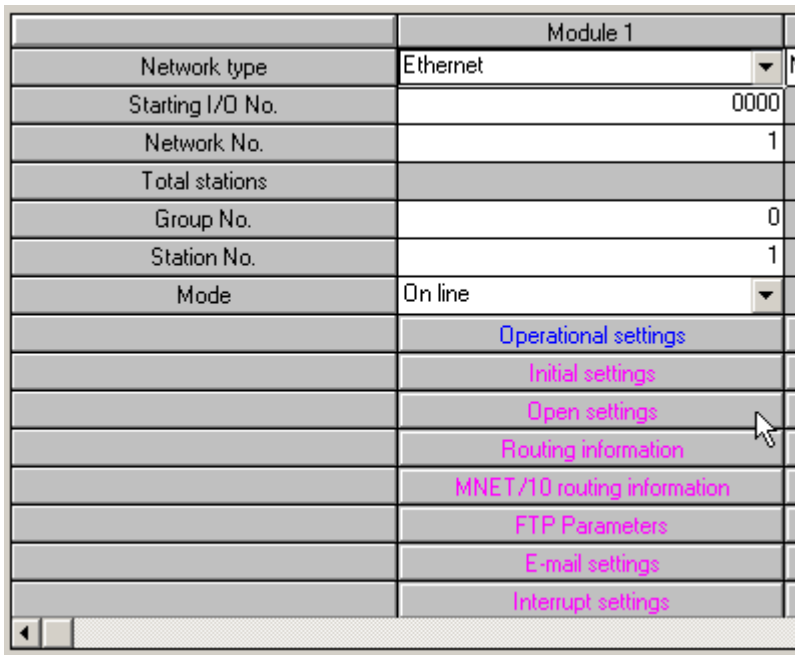 Module 1
Network type Ethernet
Starting I/O No. 0000
Network No. 1
Total stations
Group No. 0
Station No. 1
Mode On line
Operational settings
Initial settings
Open settings
Routing information
MNET/10 routing information
FTP Parameters
E-mail settings
Interrupt settings